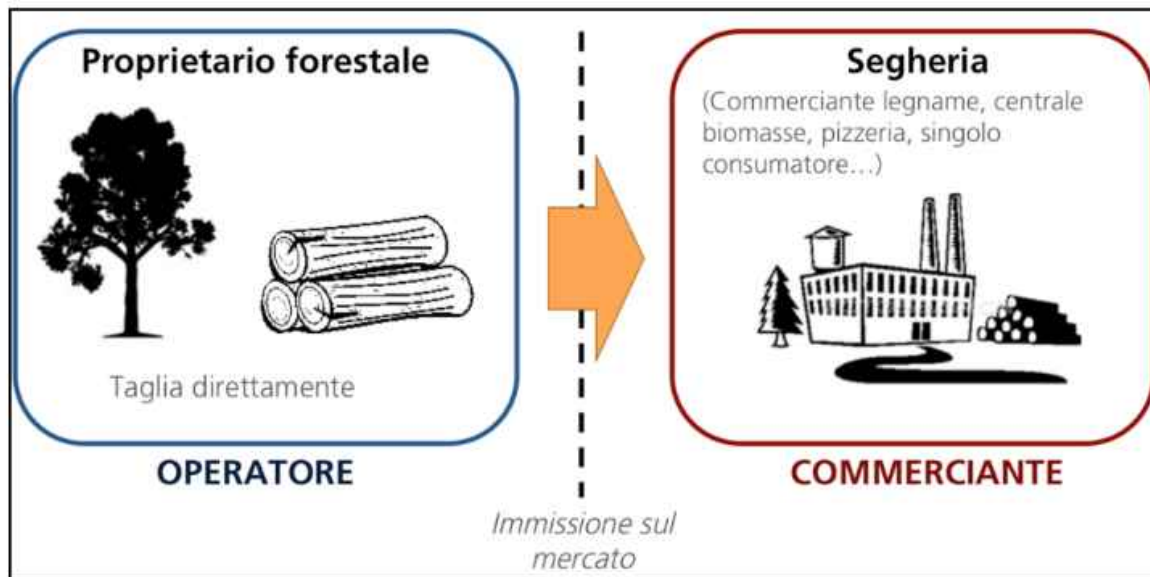 Proprietario forestale
Taglia direttamente
OPERATORE
Immissione sul
mercato
Segheria
(Commerciante legname, centrale
biomasse, pizzeria, singolo
consumatore...)
COMMERCIANTE